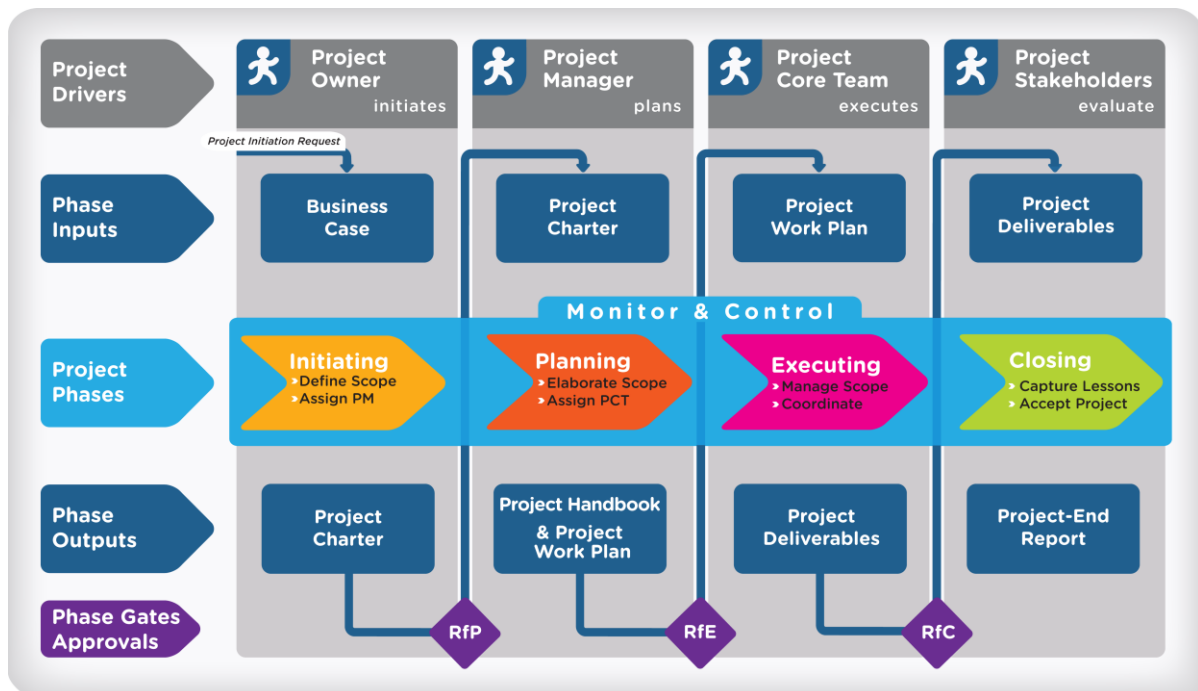 Project
Drivers
Project
Owner
initiates
Project
Manager
plans
Project
Core Team
executes
Project
Stakeholders
evaluate
Project Initiation Request
Phase
Inputs
Business
Case
Project
Charter
Project
Work Plan
Project
Deliverables
Monitor & Control
Project
Phases
Initiating
Define Scope
Assign PM
Planning
Elaborate Scope
Assign PCT
Executing
Manage Scope
Coordinate
Closing
Capture Lessons
Accept Project
Phase
Outputs
Project
Charter
Project Handbook
& Project
Work Plan
Project
Deliverables
Project-End
Report
Phase Gates
Approvals
RfP
RfE
RfC